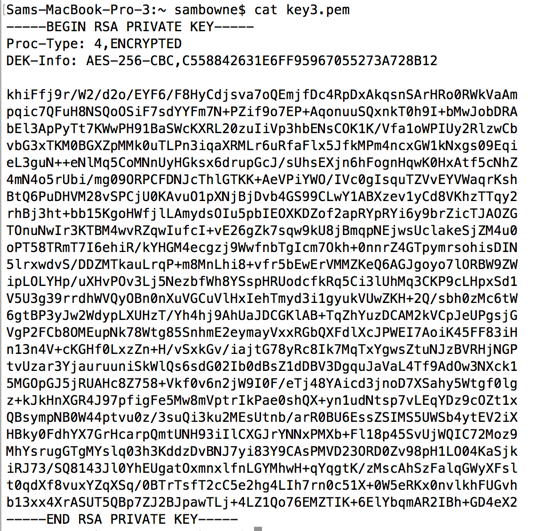 Sams-MacBook-Pro-3:~ sambowne$ cat key3.pem
-----BEGIN RSA PRIVATE KEY-----
Proc-Type: 4,ENCRYPTED
DEK-Info: AES-256-CBC,C558842631E6FF95967055273A728B12

khiFfj9r/W2/d2o/EYF6/F8HyCdjsva7oQEmjfDc4RpDxAkqsnSArHRo0RWkVaAm
pqic7QFuH8NSQoOSiF7sdYYFm7N+PZif9o7EP+AqonuuSQxnkT0h9I+bMwJobDRA
bEl3ApPyTt7KWwPH91BaSWcKXRL20zuIiVp3hbENsCOK1K/Vfa1oWPIUy2RlzwCb
vbG3xTKM0BGXZpMMk0uTLPn3iqaXRMLr6uRfaFlx5JfkMPm4ncxGW1kNxgs09Eqi
eL3guN++eNlMq5CoMNnUyHGksx6drupGcJ/sUhsEXjn6hFognHqwK0HxAtf5cNhZ
4mN4o5rUbi/mg09ORPCFDNJcThlGTKK+AeVPiYWO/IVc0gIsquTZVvEYVWaqrKsh
BtQ6PuDHVM28vSPCjU0KAvuO1pXNjBjDvb4GS99CLwY1ABXzev1yCd8VKhzTTqy2
rhBj3ht+bb15KgoHWfjlLAmydsOIu5pbIEOXKDZof2apRYpRYi6y9brZicTJAOZG
TOnuNwIr3KTBM4wvRZqwIufcI+vE26gZk7sqw9kU8jBmqpNEjwsUclakeSjZM4u0
oPT58TRmT7I6ehiR/kYHGM4ecgzj9WwfnbTgIcm7Okh+0nnrZ4GTpymrsohisDIN
5lrxwdvS/DDZMTkauLrqP+m8MnLhi8+vfr5bEwErVMMZKeQ6AGJgoyo7lORBW9ZW
ipLOLYHp/uXHvPOv3Lj5NezbfWh8YSspHRUodcfkRq5Ci3lUhMq3CKP9cLHpxSd1
V5U3g39rrdhWVQyOBn0nXuVGCuVlHxIehTmyd3i1gyukVUwZKH+2Q/sbh0zMc6tW
6gtBP3yJw2WdypLXUHzT/Yh4hj9AhUaJDCGKlAB+TqZhYuzDCAM2kVCpJeUPgsjG
VgP2FCb8OMEupNk78Wtg85SnhmE2eymayVxxRGbQXFdlXcJPWEI7AoiK45FF83iH
n13n4V+cKGHf0LxzZn+H/vSxkGv/iajtG78yRc8Ik7MqTxYgwsZtuNJzBVRHjNGP
tvUzar3YjauruuniSkWlQs6sdG02Ib0dBsZ1dDBV3DgquJaVaL4Tf9AdOw3NXck1
5MGOpGJ5jRUAHc8Z758+Vkf0v6n2jW9I0F/eTj48YAicd3jnoD7XSahy5Wtgf0lg
z+kJkHnXGR4J97pfigFe5Mw8mVptrIkPae0shQX+yn1udNtsp7vLEqYDz9cOZt1x
QBsympNB0W44ptvu0z/3suQi3ku2MEsUtnb/arR0BU6EssZSIMS5UWSb4ytEV2iX
HBky0FdhYX7GrHcarpQmtUNH93iIlCXGJrYNNxPMXb+Fl18p45SvUjWQIC72Moz9
MhYsrugGTgMYslq03h3KddzDvBNJ7yi83Y9CAsPMVD23ORD0Zv98pH1LO04KaSjk
iRJ73/SQ8143Jl0YhEUgatOxmnxlfnLGYMhwH+qYqgtK/zMscAhSzFalqGWyXFsl
t0qdXf8vuxYZqXSq/0BTrTsfT2cC5e2hg4LIh7rn0c51X+0W5eRKx0nvlkhFUGvh
b13xx4XrASUT5QBp7ZJ2BJpawTLj+4LZ1Qo76EMZTIK+6ElYbqmAR2IBh+GD4eX2
-----END RSA PRIVATE KEY-----